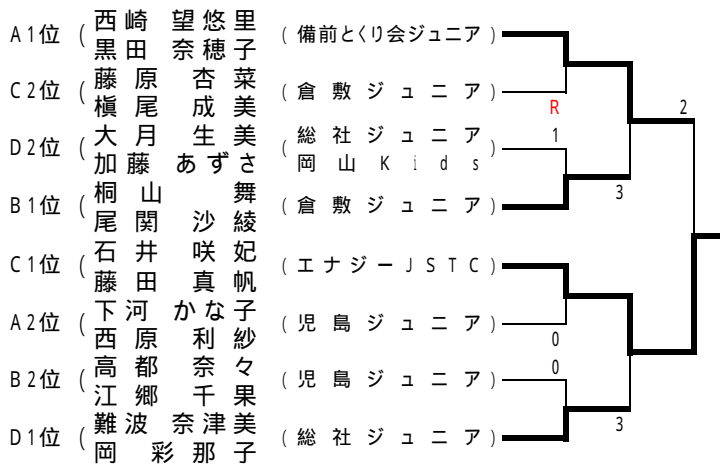 A1位 ( 西崎 望悠里 ( 備前とくり会ジュニア )
黒田 奈穂子
C2位 ( 藤原 杏菜 ( 倉敷ジュニア )
槇尾 成美
R
D2位 ( 大月 生美 ( 総社ジュニア )
加藤 あずさ 岡山Kids
1
2
B1位 ( 桐山 舞 ( 倉敷ジュニア )
尾関 沙綾
3
C1位 ( 石井 咲妃 ( エナジーJSTC )
藤田 真帆
A2位 ( 下河 かな子 ( 児島ジュニア )
西原 利紗
0
B2位 ( 高都 奈々 ( 児島ジュニア )
江郷 千果
0
D1位 ( 難波 奈津美 ( 総社ジュニア )
岡 彩那子
3